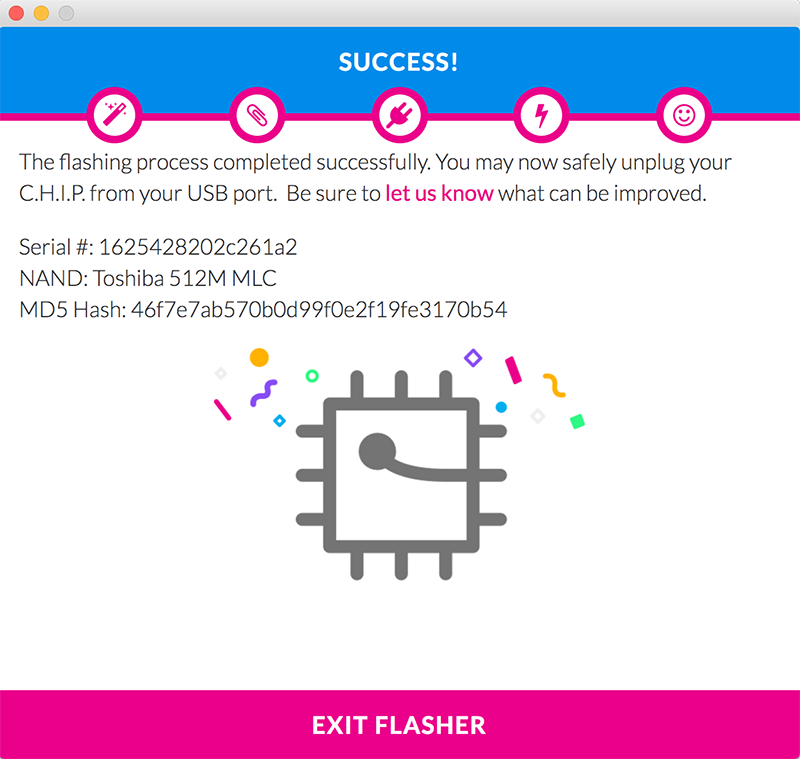 SUCCESS!
The flashing process completed successfully. You may now safely unplug your
C.H.I.P. from your USB port.  Be sure to let us know what can be improved.
Serial #: 1625428202c261a2
NAND: Toshiba 512M MLC
MD5 Hash: 46f7e7ab570b0d99f0e2f19fe3170b54
EXIT FLASHER